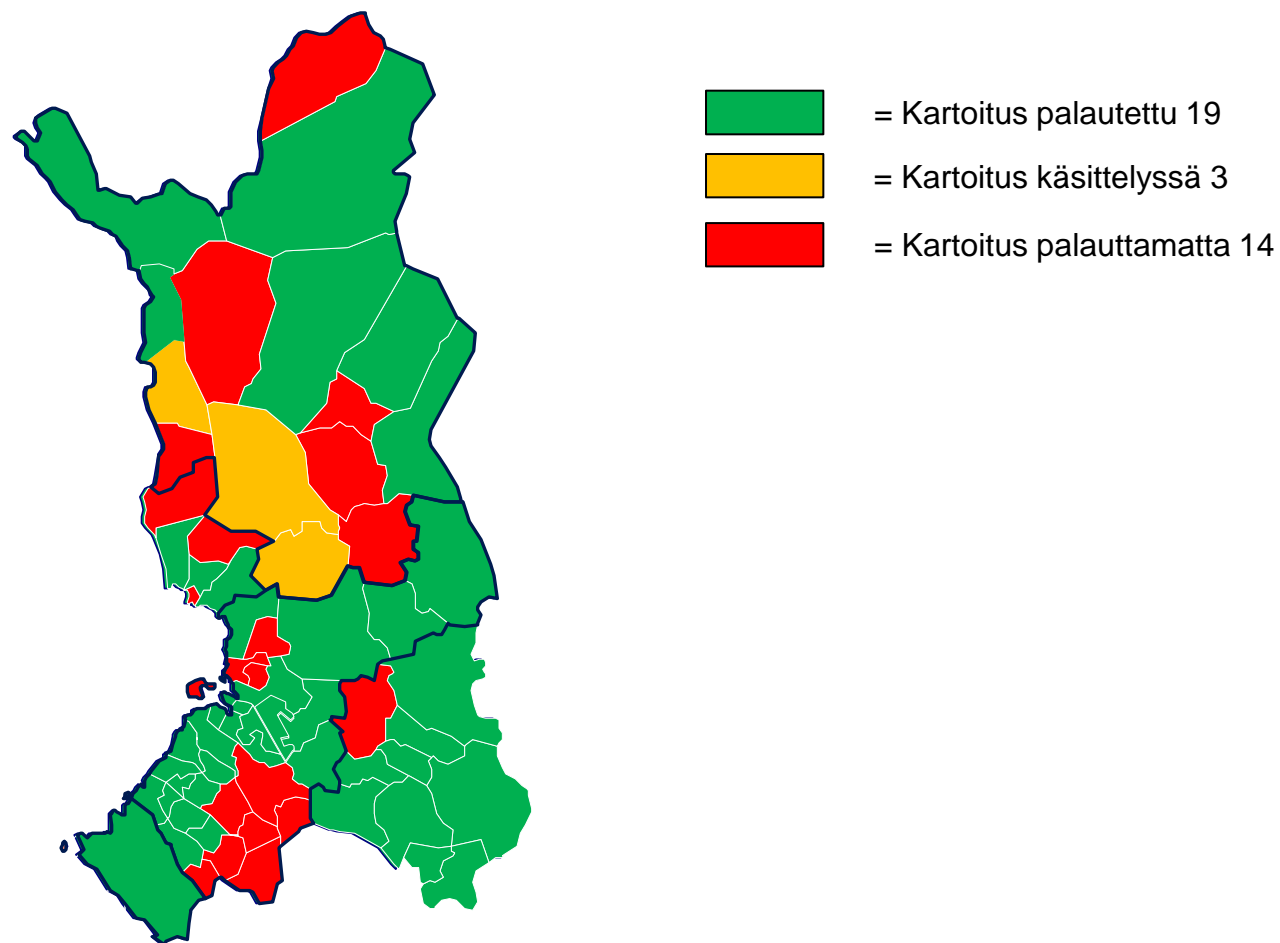 = Kartoitus palautettu 19
= Kartoitus käsittelyssä 3
= Kartoitus palauttamatta 14